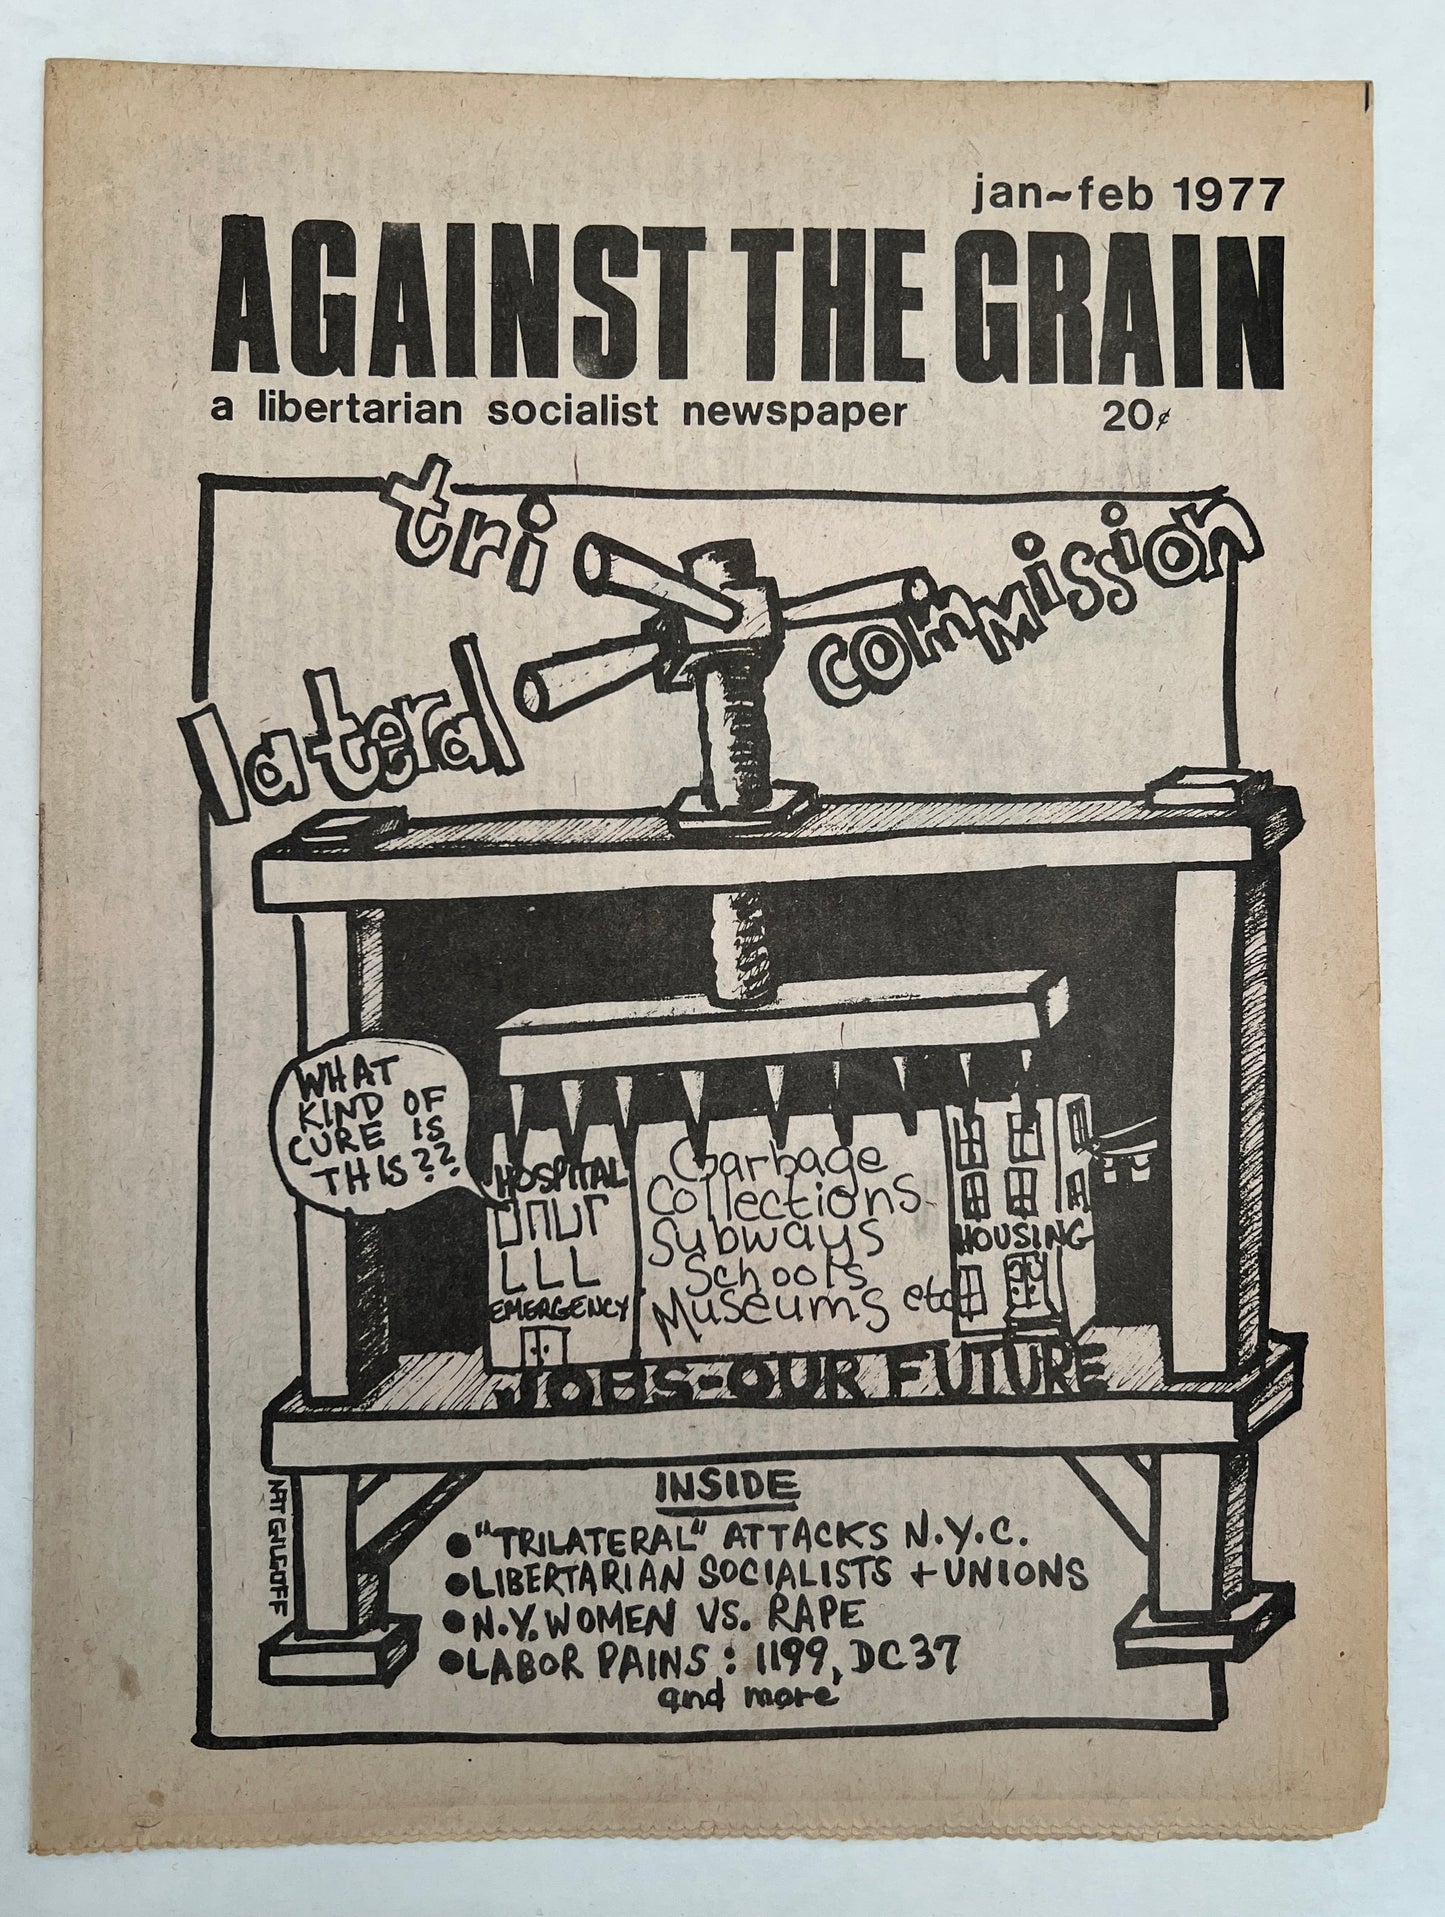 jan~feb 1977
AGAINST THE GRAIN
a libertarian socialist newspaper 20¢
tri
lateral
commission
WHAT
KIND OF
CURE IS
THIS??
HOSPITAL
EMERGENCY
Garbage
Collections
Subways
Schools
Museums etc
HOUSING
JOBS-OUR FUTURE
INSIDE
●"TRILATERAL" ATTACKS N.Y.C.
●LIBERTARIAN SOCIALISTS + UNIONS
●N.Y. WOMEN VS. RAPE
●LABOR PAINS: 1199, DC37
and more
NAT GILGOFF